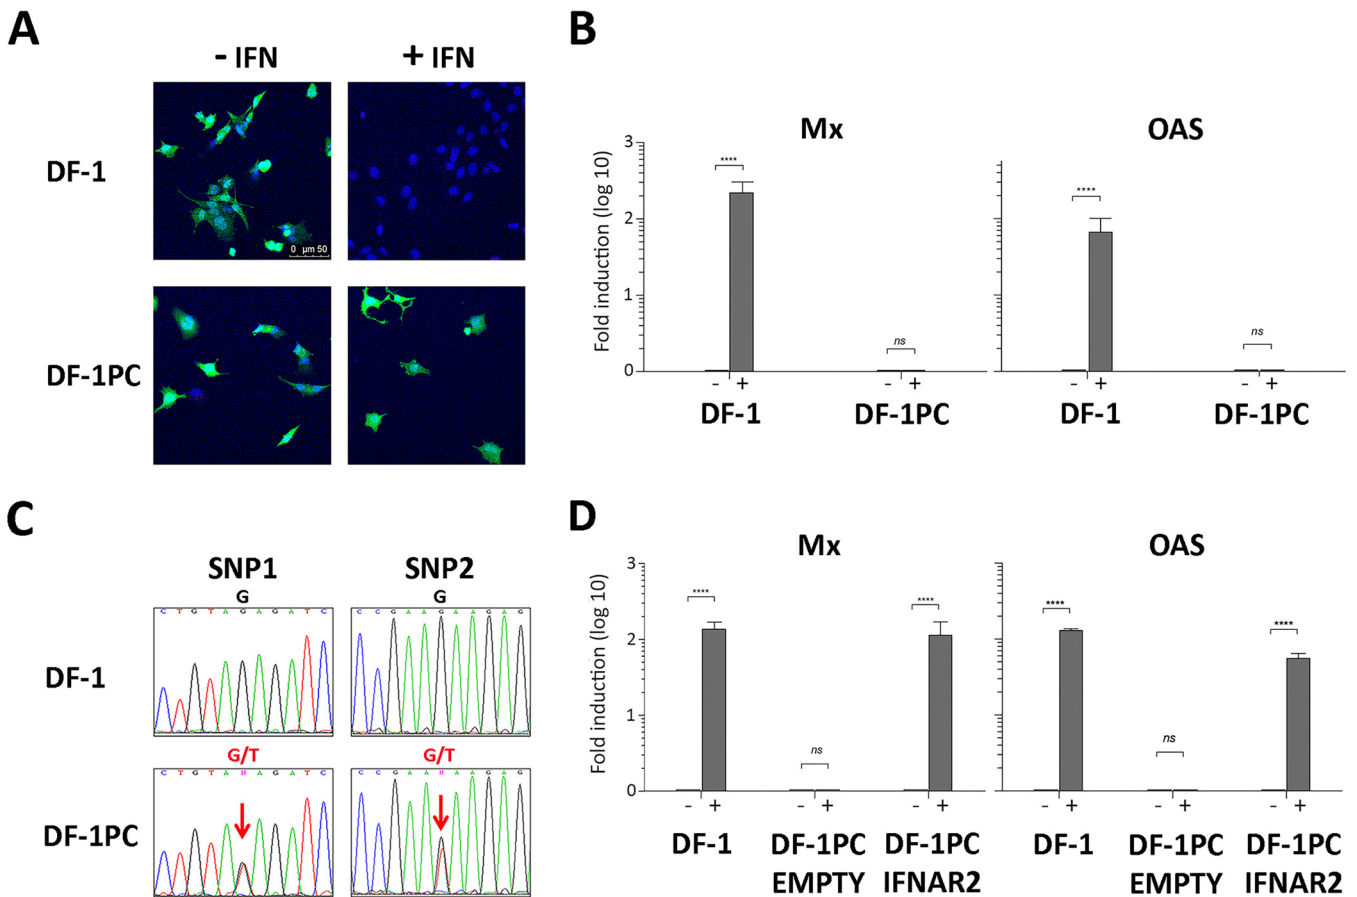 A
- IFN
+ IFN
DF-1
0 µm 50
DF-1PC
B
Mx
OAS
Fold induction (log 10)
3
2
1
0
****
ns
****
ns
- +
- +
- +
- +
DF-1
DF-1PC
DF-1
DF-1PC
C
SNP1
SNP2
G
G
C T G T A G A G A T C
C C G A A G A A G A G
DF-1
G/T
G/T
C T G T A N A G A T C
C C G A A N A A G A G
DF-1PC
D
Mx
OAS
Fold induction (log 10)
3
2
1
0
****
ns
****
****
ns
****
- +
- +
- +
- +
- +
- +
DF-1
DF-1PC
EMPTY
DF-1PC
IFNAR2
DF-1
DF-1PC
EMPTY
DF-1PC
IFNAR2